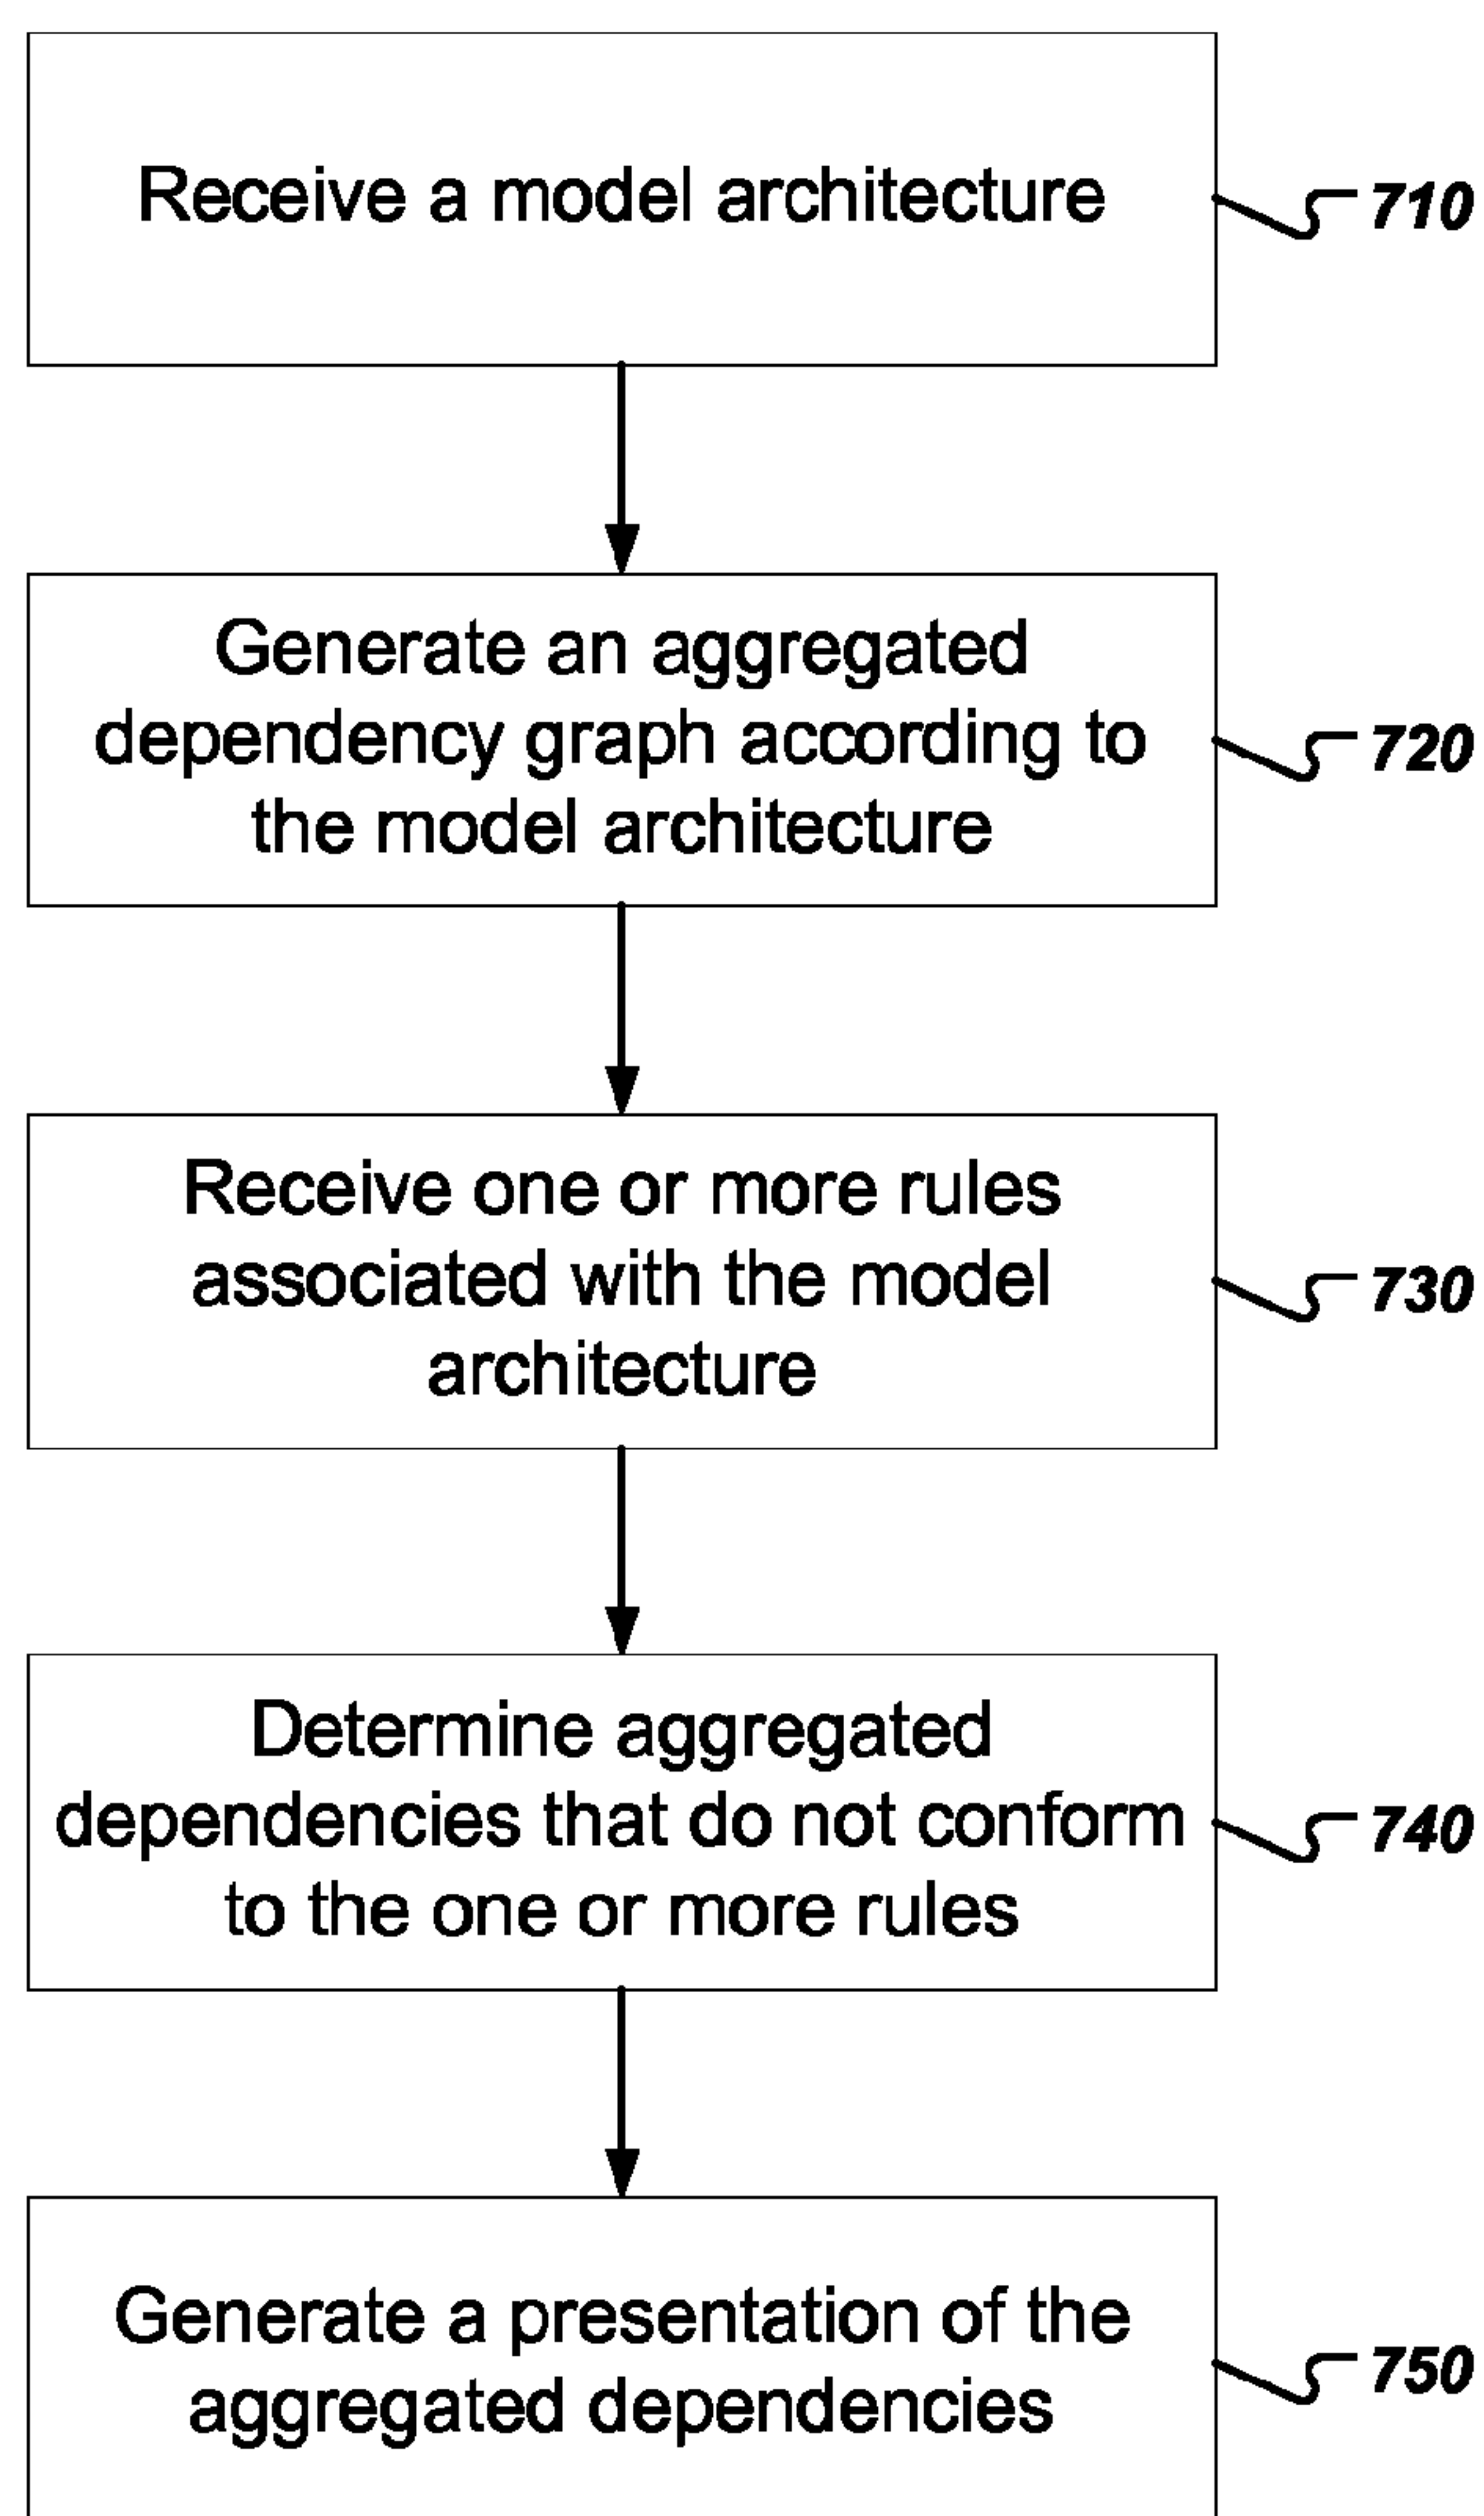 Receive a model architecture
710
Generate an aggregated
dependency graph according to
the model architecture
720
Receive one or more rules
associated with the model
architecture
730
Determine aggregated
dependencies that do not conform
to the one or more rules
740
Generate a presentation of the
aggregated dependencies
750